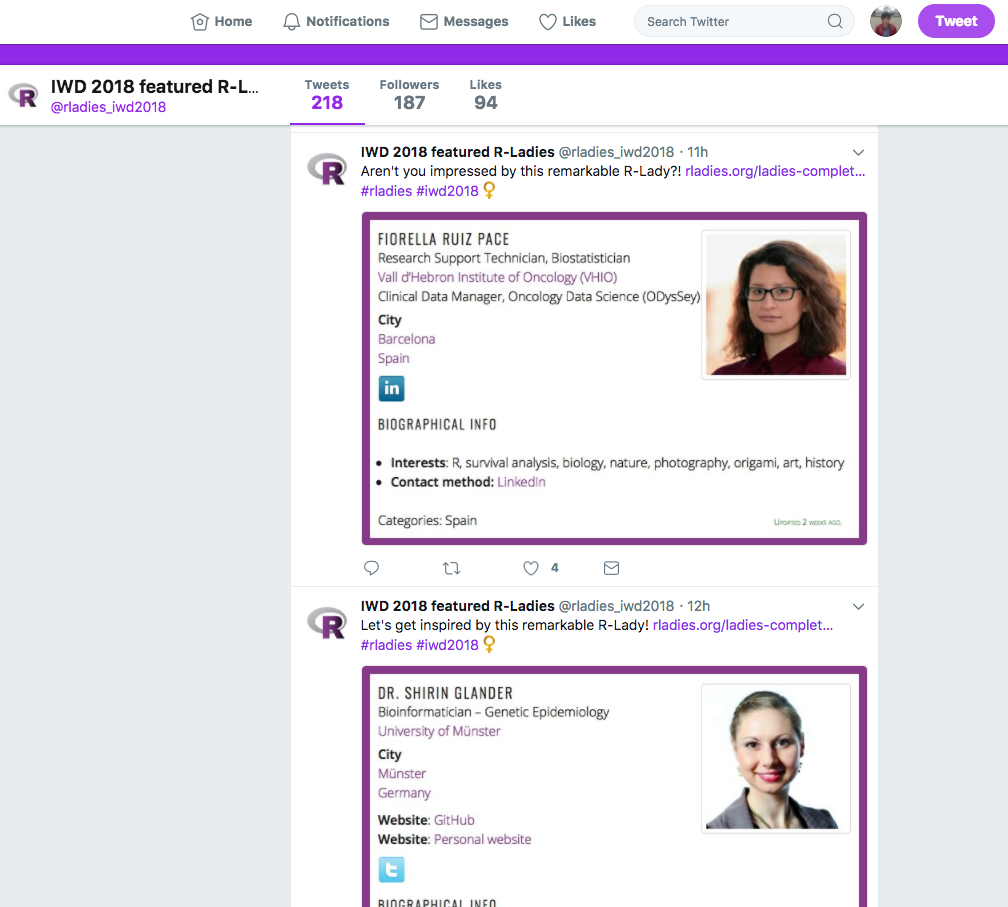 Home Notifications Messages Likes Search Twitter Tweet
IWD 2018 featured R-L... Tweets Followers Likes
@rladies_iwd2018 218 187 94
IWD 2018 featured R-Ladies @rladies_iwd2018 · 11h
Aren't you impressed by this remarkable R-Lady?! rladies.org/ladies-complet...
#rladies #iwd2018
FIORELLA RUIZ PACE
Research Support Technician, Biostatistician
Vall d'Hebron Institute of Oncology (VHIO)
Clinical Data Manager, Oncology Data Science (ODysSey)
City
Barcelona
Spain
in
BIOGRAPHICAL INFO
• Interests: R, survival analysis, biology, nature, photography, origami, art, history
• Contact method: LinkedIn
Categories: Spain
UPDATED 2 WEEKS AGO.
4
IWD 2018 featured R-Ladies @rladies_iwd2018 · 12h
Let's get inspired by this remarkable R-Lady! rladies.org/ladies-complet...
#rladies #iwd2018
DR. SHIRIN GLANDER
Bioinformatician – Genetic Epidemiology
University of Münster
City
Münster
Germany
Website: GitHub
Website: Personal website
BIOGRAPHICAL INFO